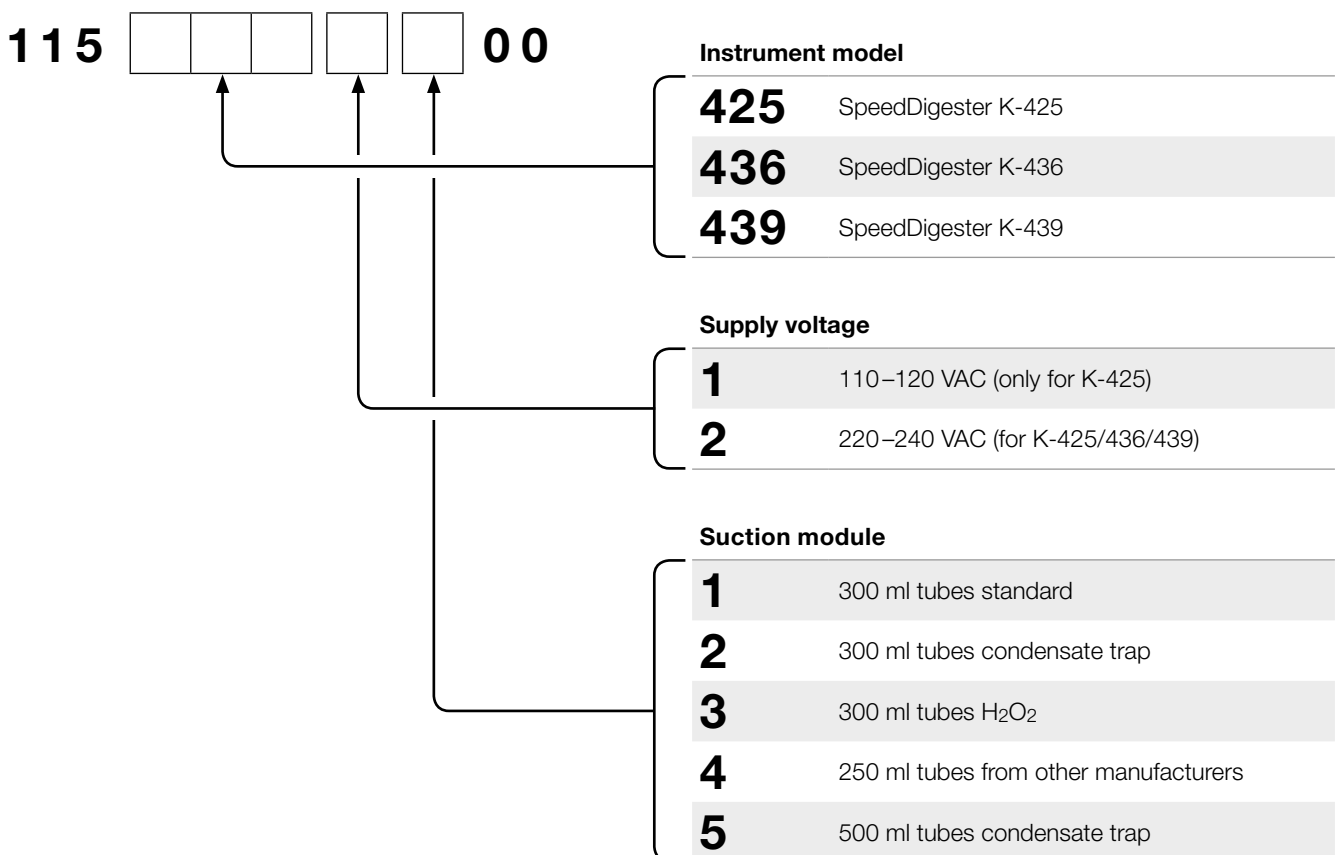 115 00
Instrument model
425 SpeedDigester K-425
436 SpeedDigester K-436
439 SpeedDigester K-439
Supply voltage
1 110–120 VAC (only for K-425)
2 220–240 VAC (for K-425/436/439)
Suction module
1 300 ml tubes standard
2 300 ml tubes condensate trap
3 300 ml tubes H₂O₂
4 250 ml tubes from other manufacturers
5 500 ml tubes condensate trap